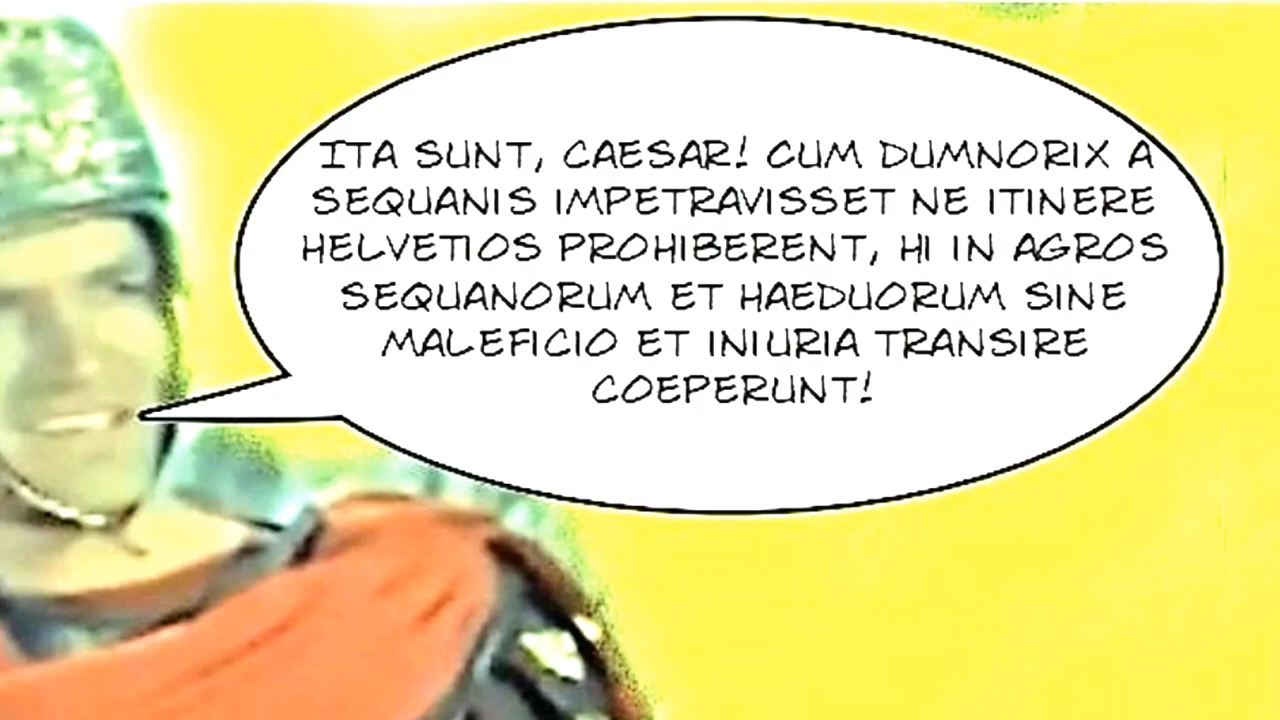 ITA SUNT, CAESAR! CUM DUMNORIX A
SEQUANIS IMPETRAVISSET NE ITINERE
HELVETIOS PROHIBERENT, HI IN AGROS
SEQUANORUM ET HAEDUORUM SINE
MALEFICIO ET INIURIA TRANSIRE
COEPERUNT!